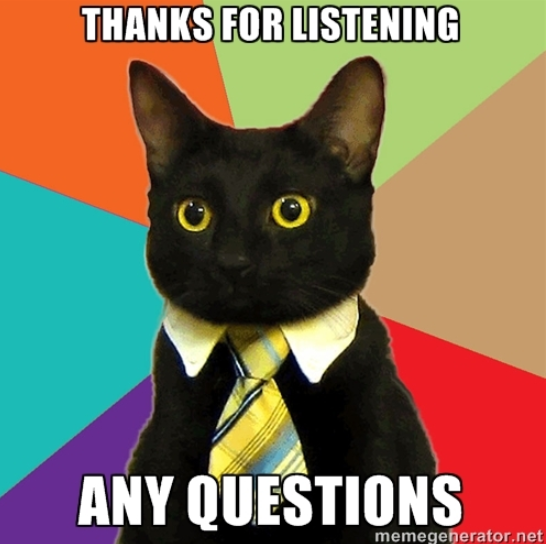 THANKS FOR LISTENING
ANY QUESTIONS
memegenerator.net